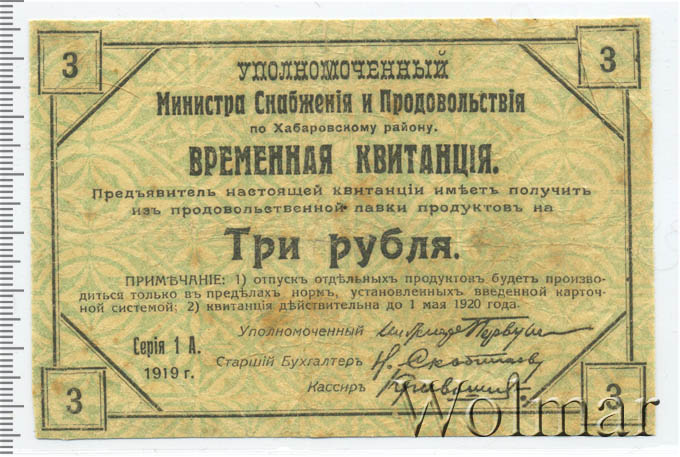 3 3
УПОЛНОМОЧЕННЫЙ
Министра Снабженія и Продовольствія
по Хабаровскому району.
ВРЕМЕННАЯ КВИТАНЦІЯ.
Предъявитель настоящей квитанціи имѣетъ получить
изъ продовольственной лавки продуктовъ на
Три рубля.
ПРИМѢЧАНІЕ: 1) отпускъ отдѣльныхъ продуктовъ будетъ произво-
диться только въ предѣлахъ нормъ, установленныхъ введенной карточ-
ной системой; 2) квитанція дѣйствительна до 1 мая 1920 года.
Уполномоченный
Серія 1 А.
Старшій Бухгалтеръ
1919 г.
Кассиръ
3 3
Wolmar